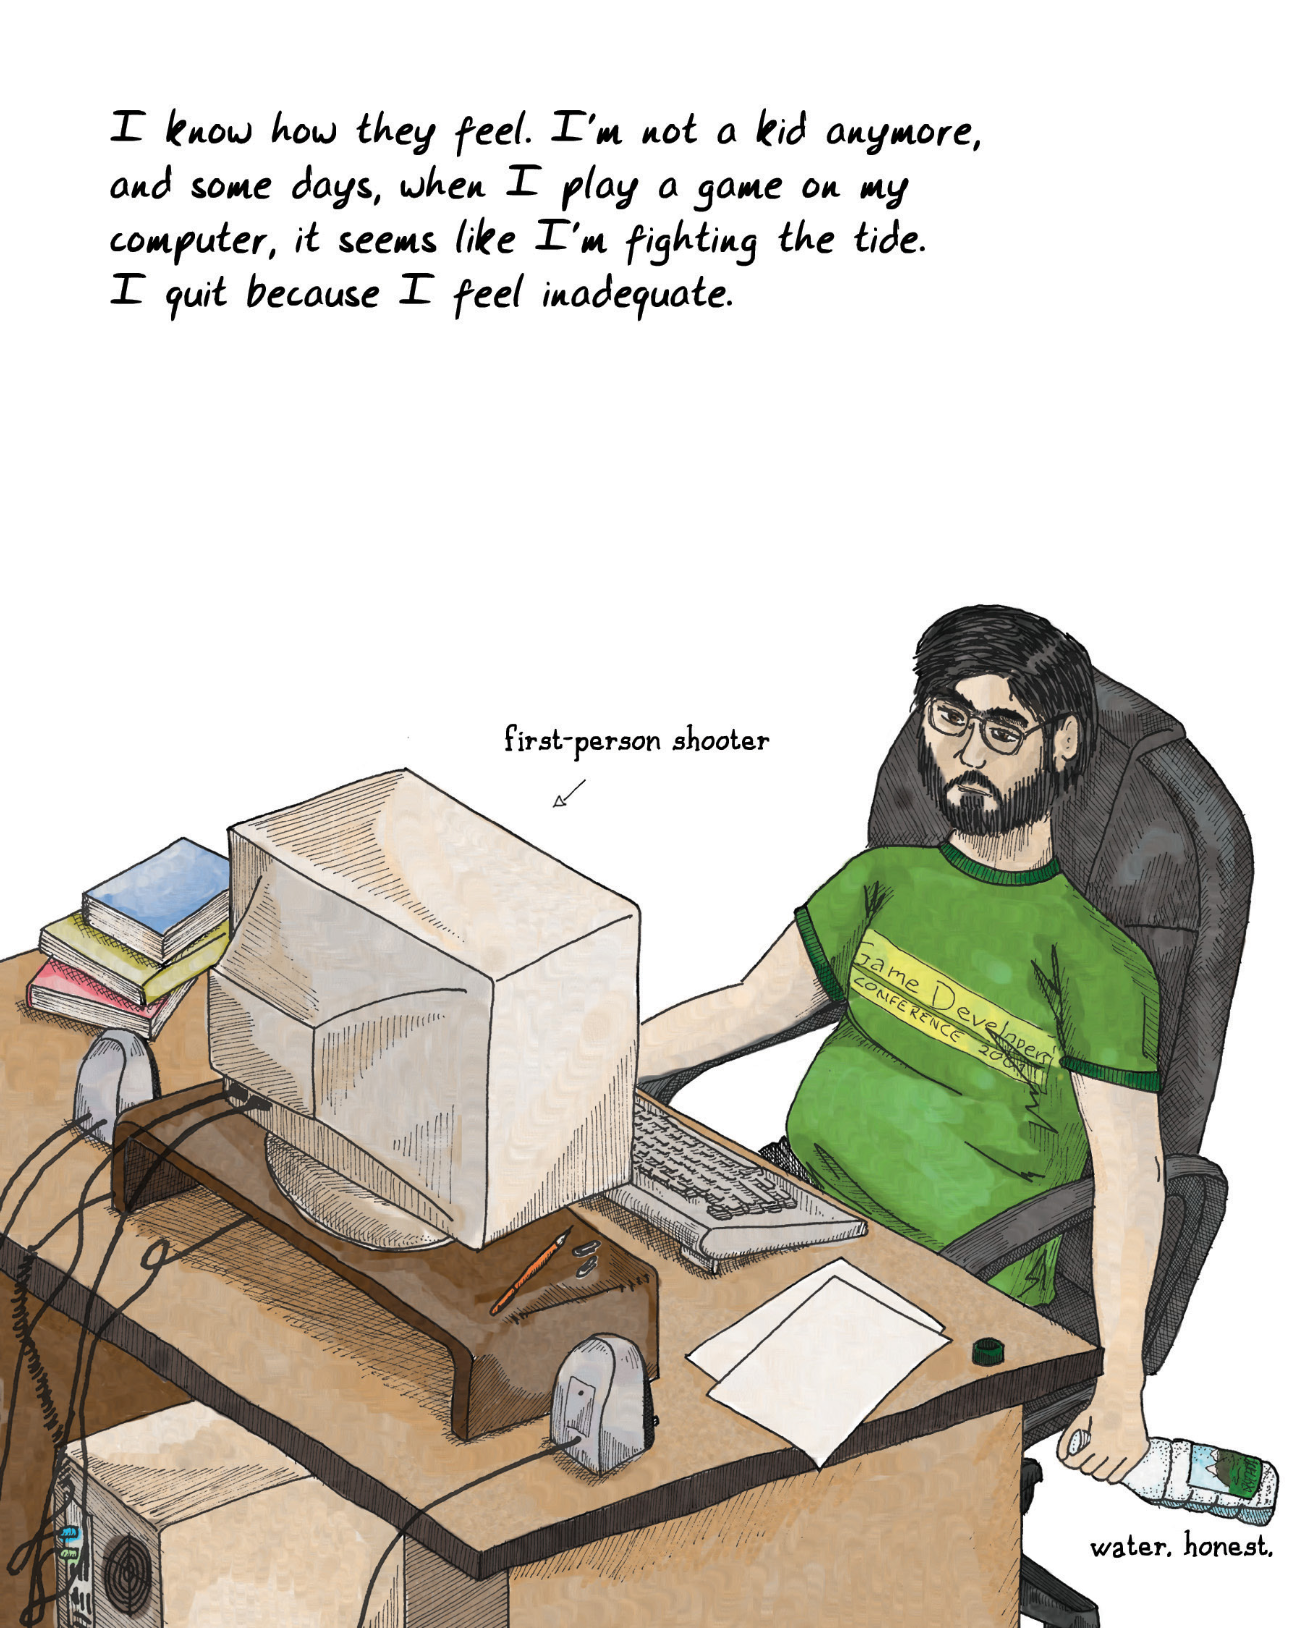 I know how they feel. I'm not a kid anymore,
and some days, when I play a game on my
computer, it seems like I'm fighting the tide.
I quit because I feel inadequate.
first-person shooter
Game Developers
CONFERENCE
water. honest.